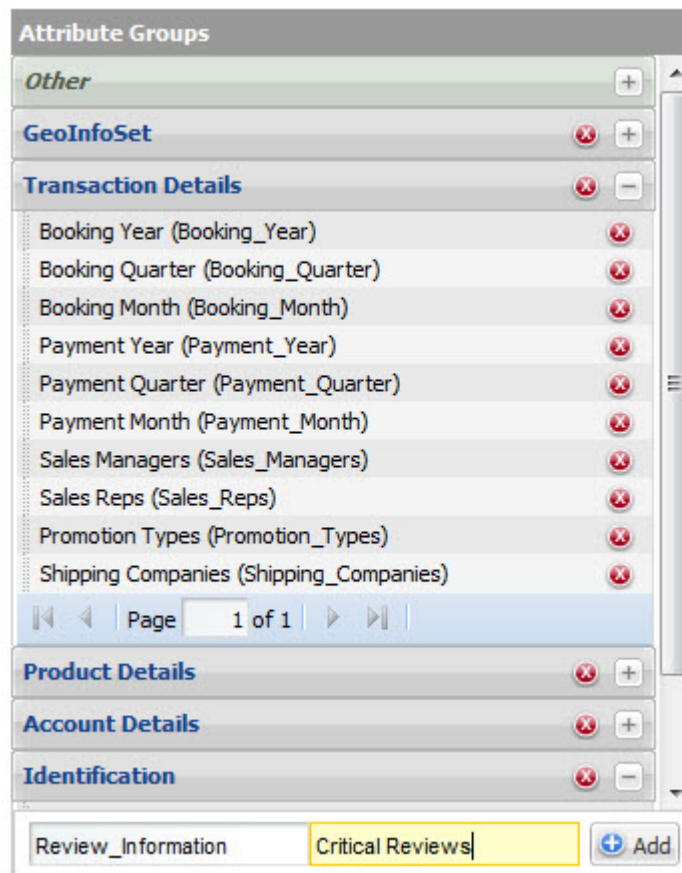 Attribute Groups
Other
GeoInfoSet
Transaction Details
Booking Year (Booking_Year)
Booking Quarter (Booking_Quarter)
Booking Month (Booking_Month)
Payment Year (Payment_Year)
Payment Quarter (Payment_Quarter)
Payment Month (Payment_Month)
Sales Managers (Sales_Managers)
Sales Reps (Sales_Reps)
Promotion Types (Promotion_Types)
Shipping Companies (Shipping_Companies)
Page 1 of 1
Product Details
Account Details
Identification
Review_Information Critical Reviews Add